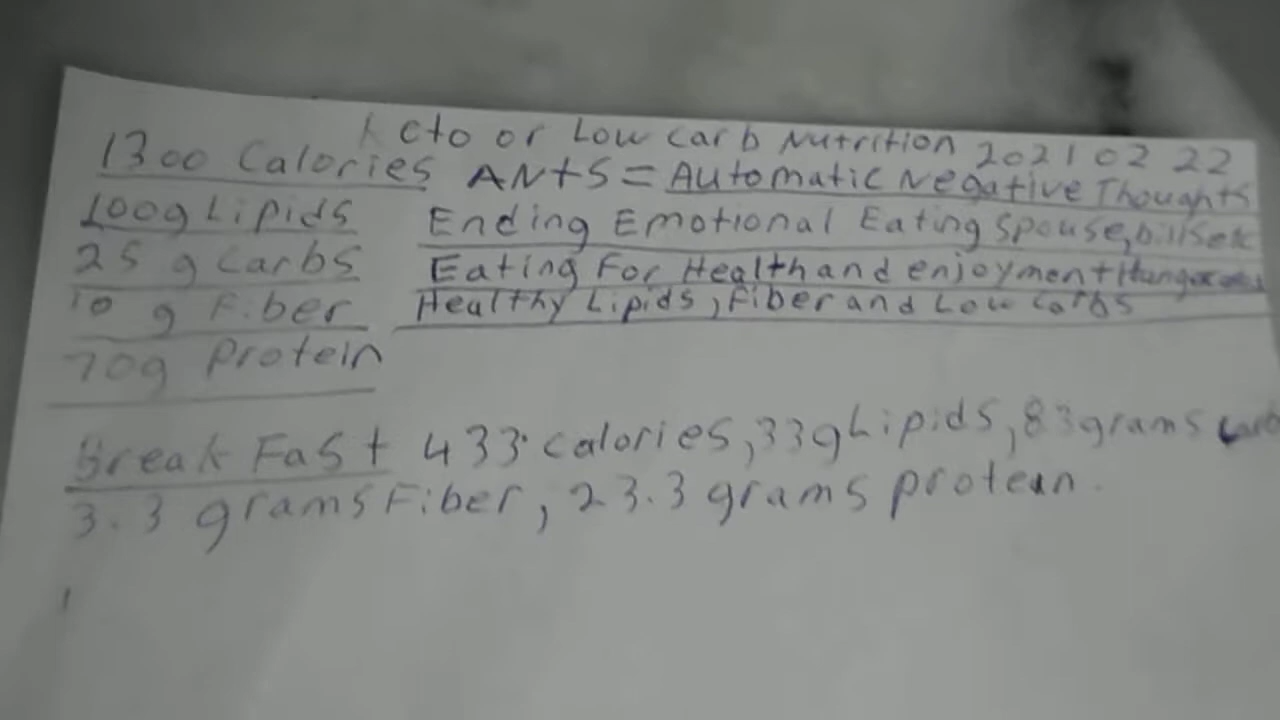 Keto or Low Carb Nutrition 2021 02 22
1300 Calories ANtS = Automatic Negative Thoughts
100g Lipids Ending Emotional Eating Spouse, bills etc
25 g Carbs Eating For Health and enjoyment
10 g Fiber Healthy Lipids, Fiber and Low Carbs
70g Protein
Break Fast 433 calories, 33g Lipids, 83 grams
3.3 grams Fiber, 23.3 grams protein.